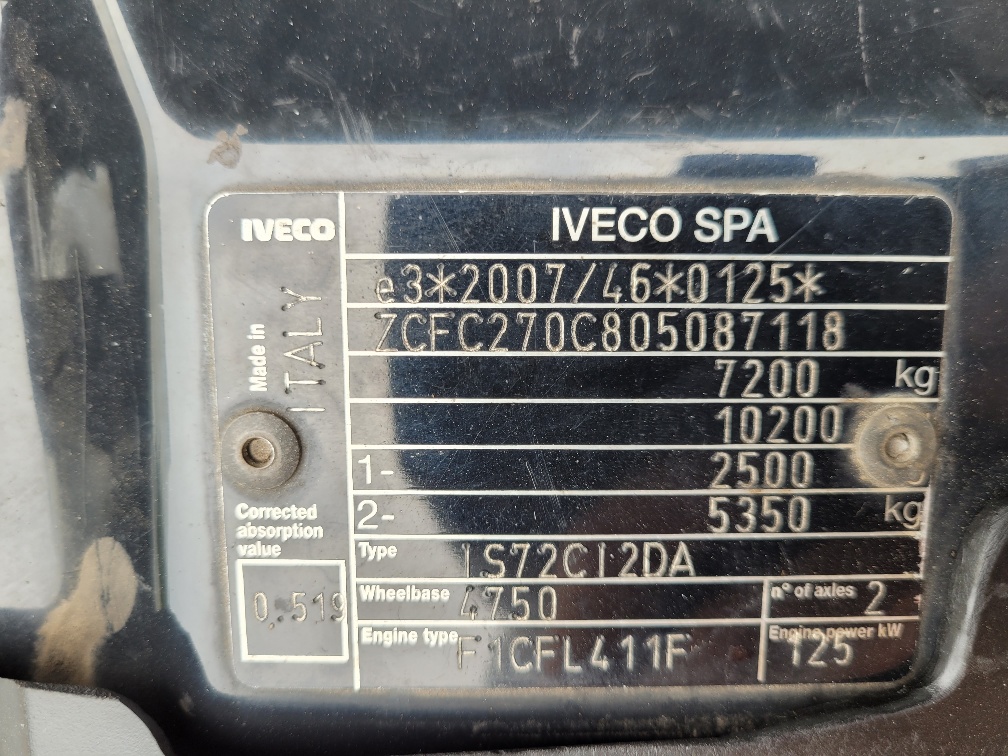 IVECO
IVECO SPA
Made in
ITALY
e3*2007/46*0125*
ZCFC270C805087118
7200 kg
10200
1- 2500
2- 5350 kg
Corrected
absorption
value
0.519
Type IS72CI2DA
Wheelbase 4750
n° of axles 2
Engine type F1CFL411F
Engine power kW
125